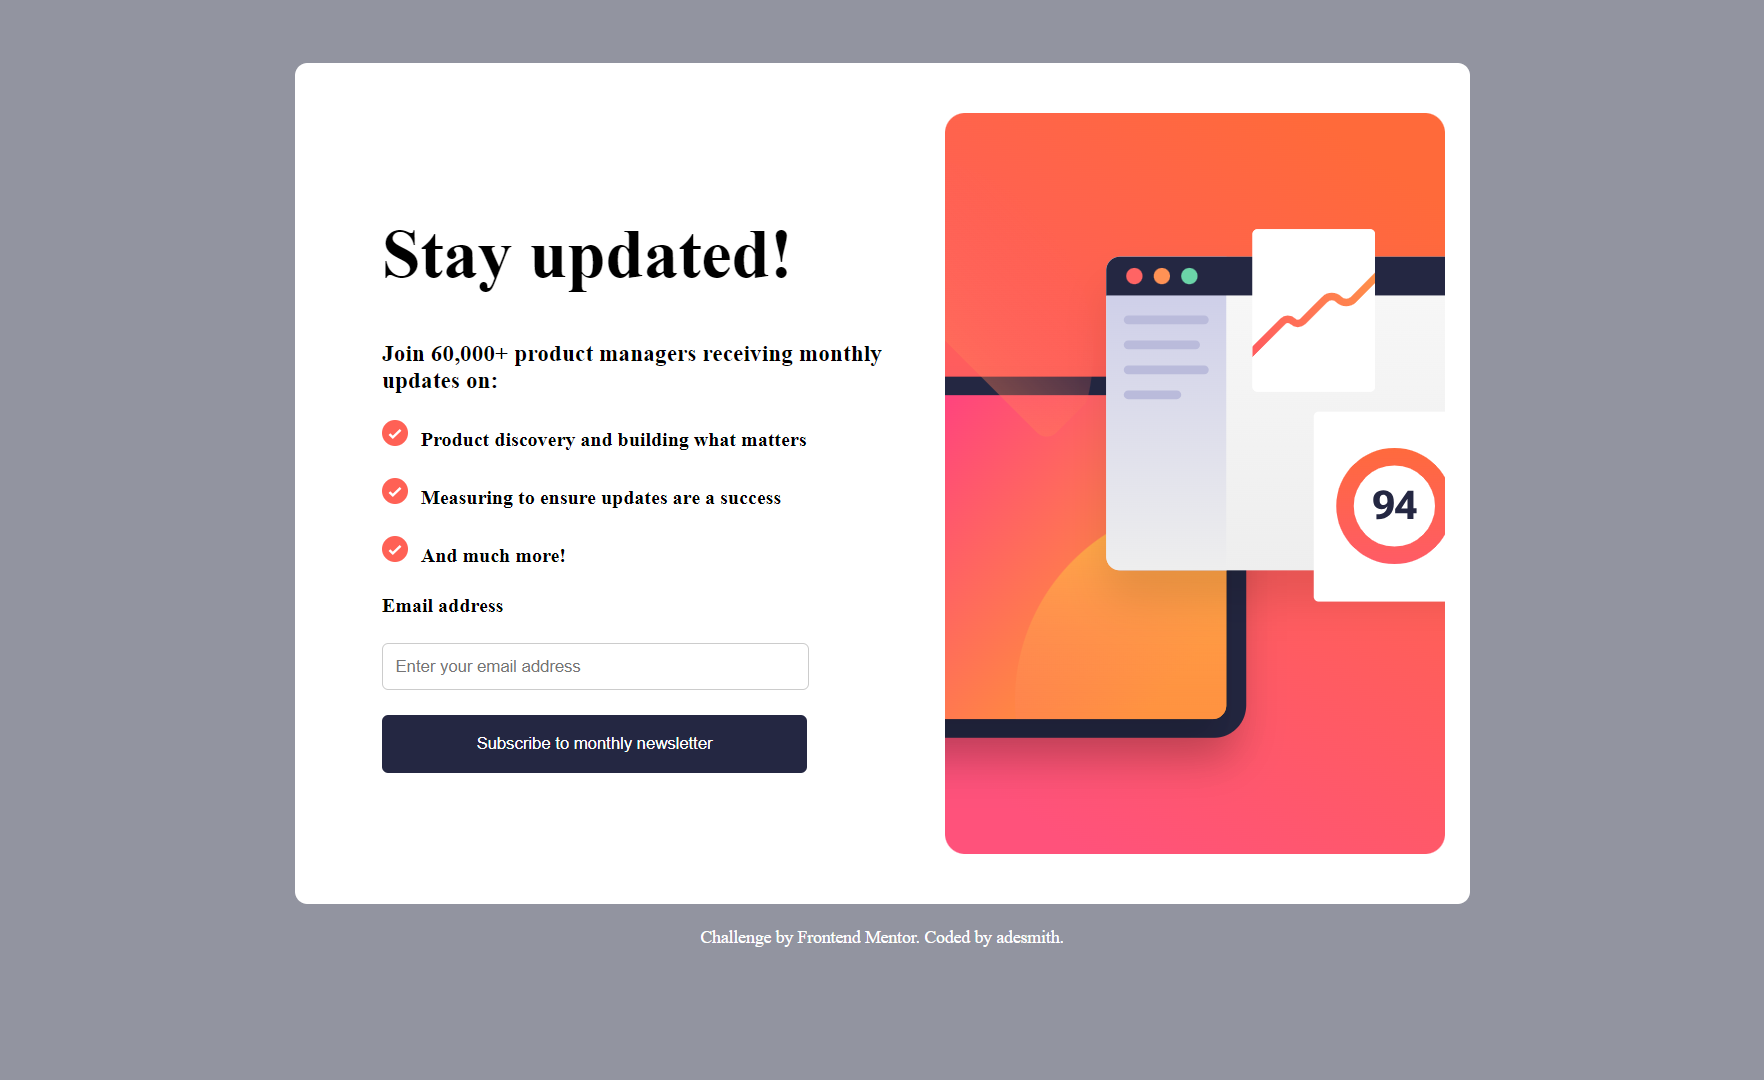 Stay updated!
Join 60,000+ product managers receiving monthly
updates on:
Product discovery and building what matters
Measuring to ensure updates are a success
And much more!
Email address
Enter your email address
Subscribe to monthly newsletter
94
Challenge by Frontend Mentor. Coded by adesmith.